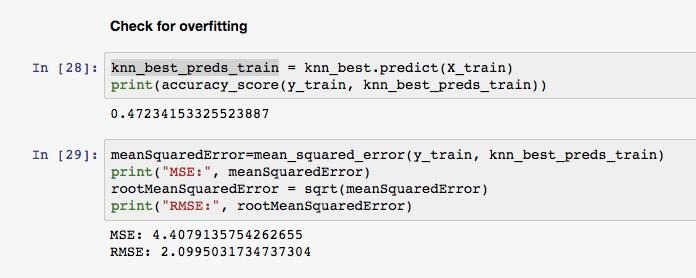 Check for overfitting
In [28]: knn_best_preds_train = knn_best.predict(X_train)
print(accuracy_score(y_train, knn_best_preds_train))
0.47234153325523887
In [29]: meanSquaredError=mean_squared_error(y_train, knn_best_preds_train)
print("MSE:", meanSquaredError)
rootMeanSquaredError = sqrt(meanSquaredError)
print("RMSE:", rootMeanSquaredError)
MSE: 4.4079135754262655
RMSE: 2.0995031734737304